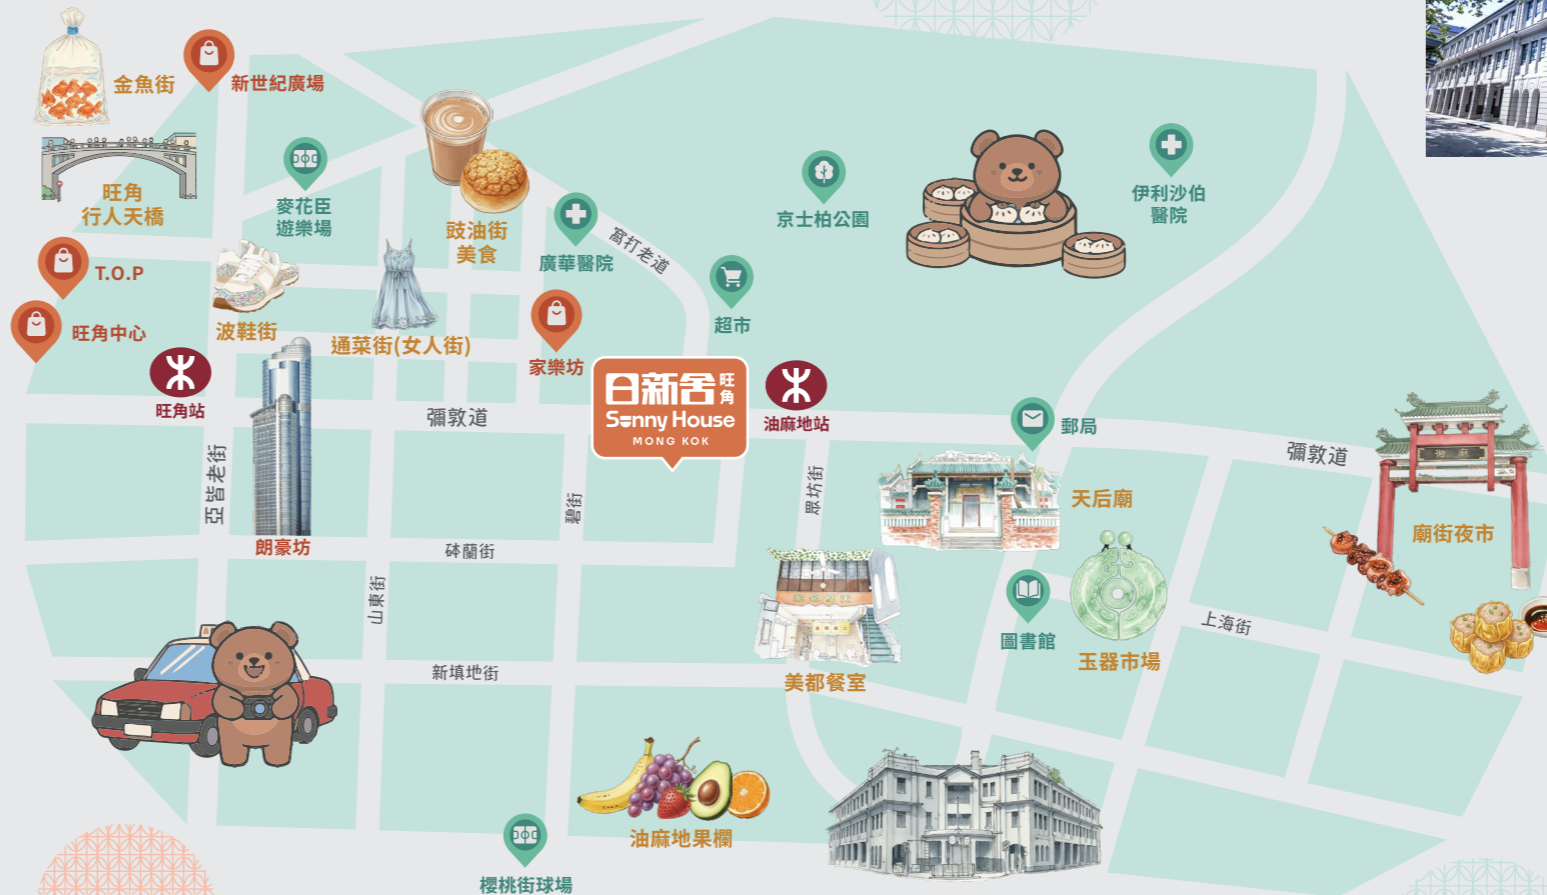 金魚街
新世紀廣場
旺角
行人天橋
麥花臣
遊樂場
豉油街
美食
廣華醫院
窩打老道
京士柏公園
伊利沙伯
醫院
T.O.P
旺角中心
波鞋街
通菜街(女人街)
家樂坊
超市
旺角站
彌敦道
日新舍 旺角
Sunny House
MONG KOK
油麻地站
郵局
彌敦道
亞皆老街
朗豪坊
碧街
眾坊街
天后廟
廟街夜市
砵蘭街
山東街
圖書館
上海街
玉器市場
新填地街
美都餐室
油麻地果欄
櫻桃街球場